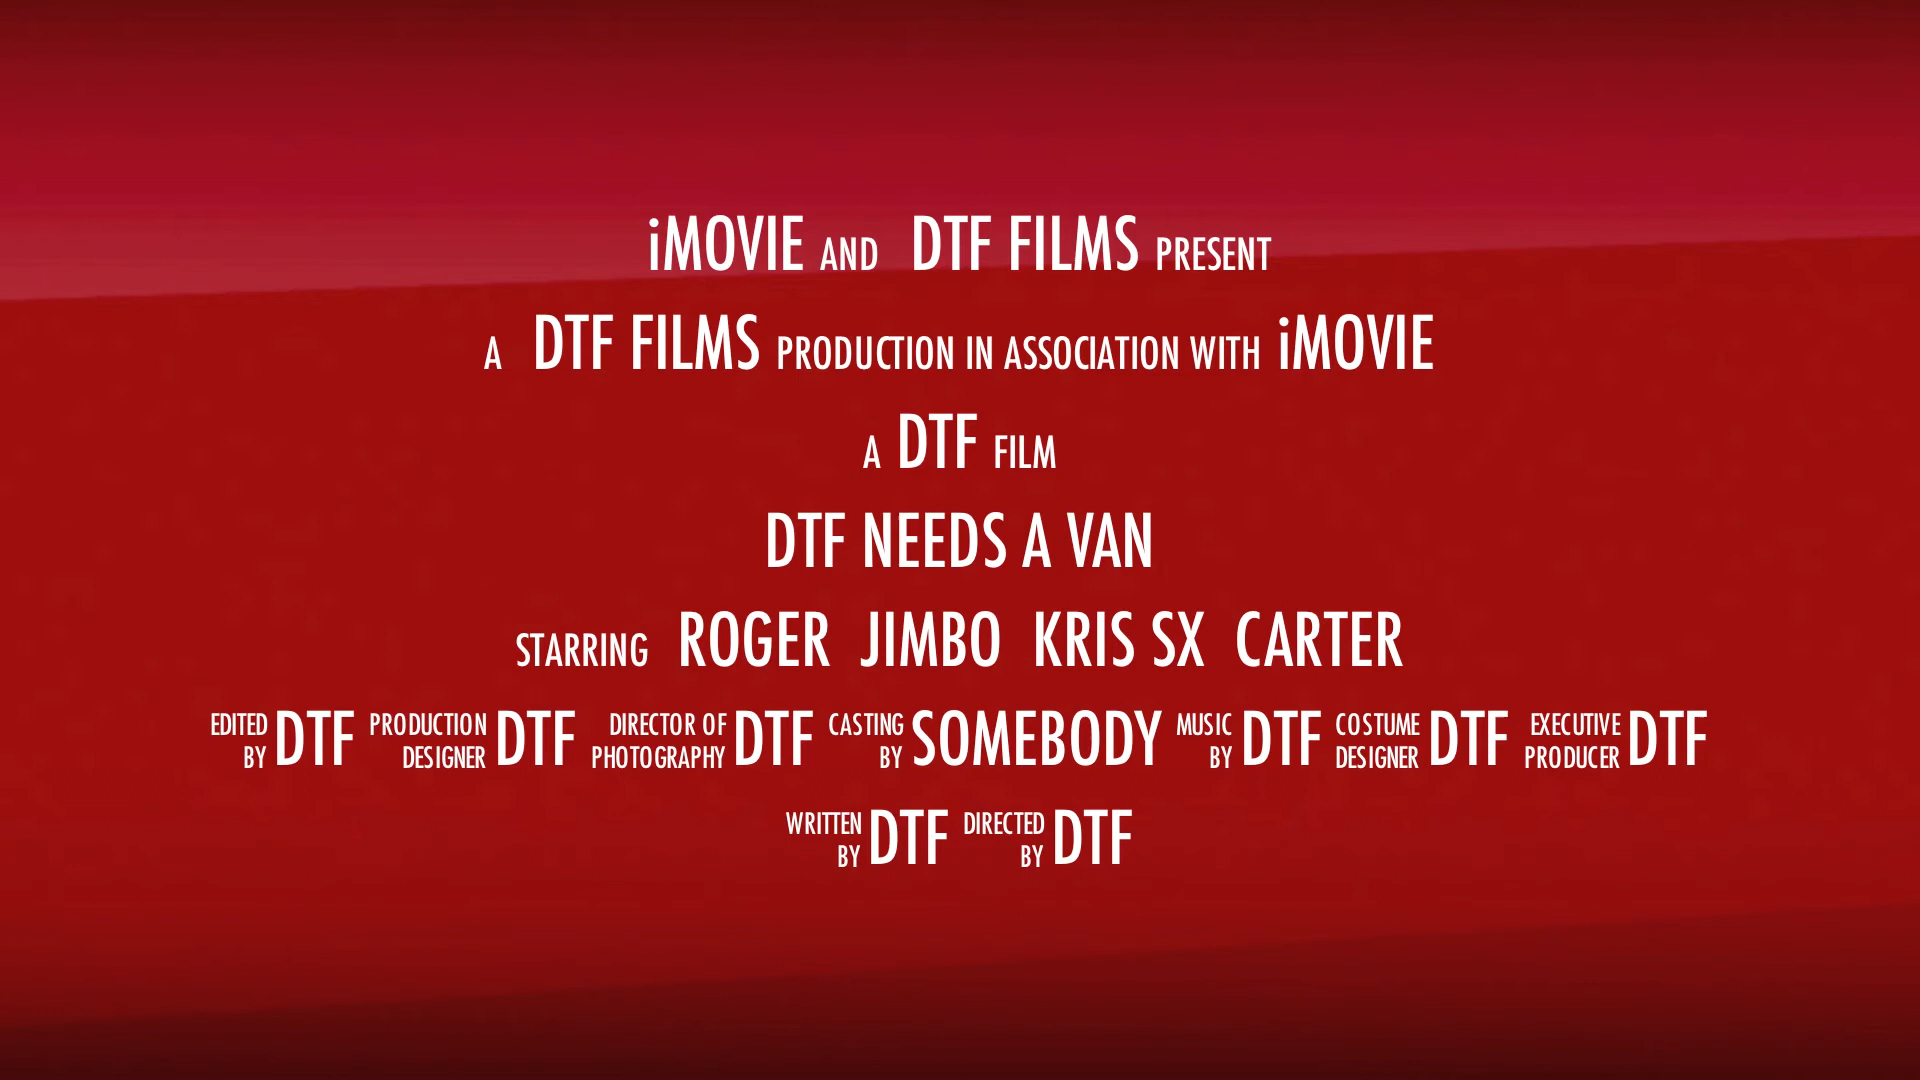 iMOVIE AND DTF FILMS PRESENT
A DTF FILMS PRODUCTION IN ASSOCIATION WITH iMOVIE
A DTF FILM
DTF NEEDS A VAN
STARRING ROGER JIMBO KRIS SX CARTER
EDITED BY DTF PRODUCTION DESIGNER DTF DIRECTOR OF PHOTOGRAPHY DTF CASTING BY SOMEBODY MUSIC BY DTF COSTUME DESIGNER DTF EXECUTIVE PRODUCER DTF
WRITTEN BY DTF DIRECTED BY DTF